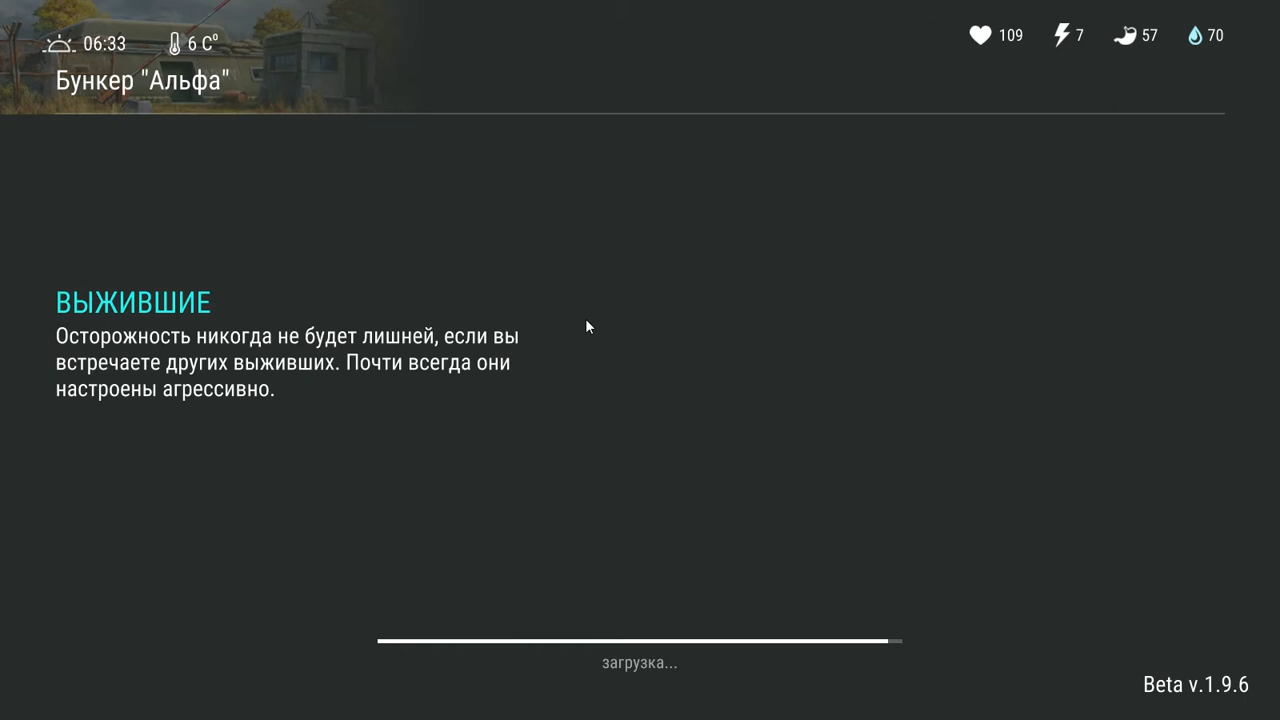 06:33 6 C⁰ 109 7 57 70
Бункер "Альфа"
ВЫЖИВШИЕ
Осторожность никогда не будет лишней, если вы
встречаете других выживших. Почти всегда они
настроены агрессивно.
загрузка...
Beta v.1.9.6